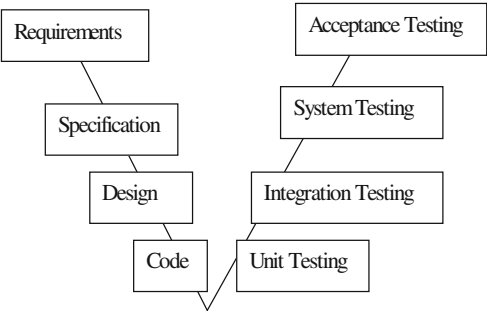 Requirements
Acceptance Testing
Specification
System Testing
Design
Integration Testing
Code
Unit Testing